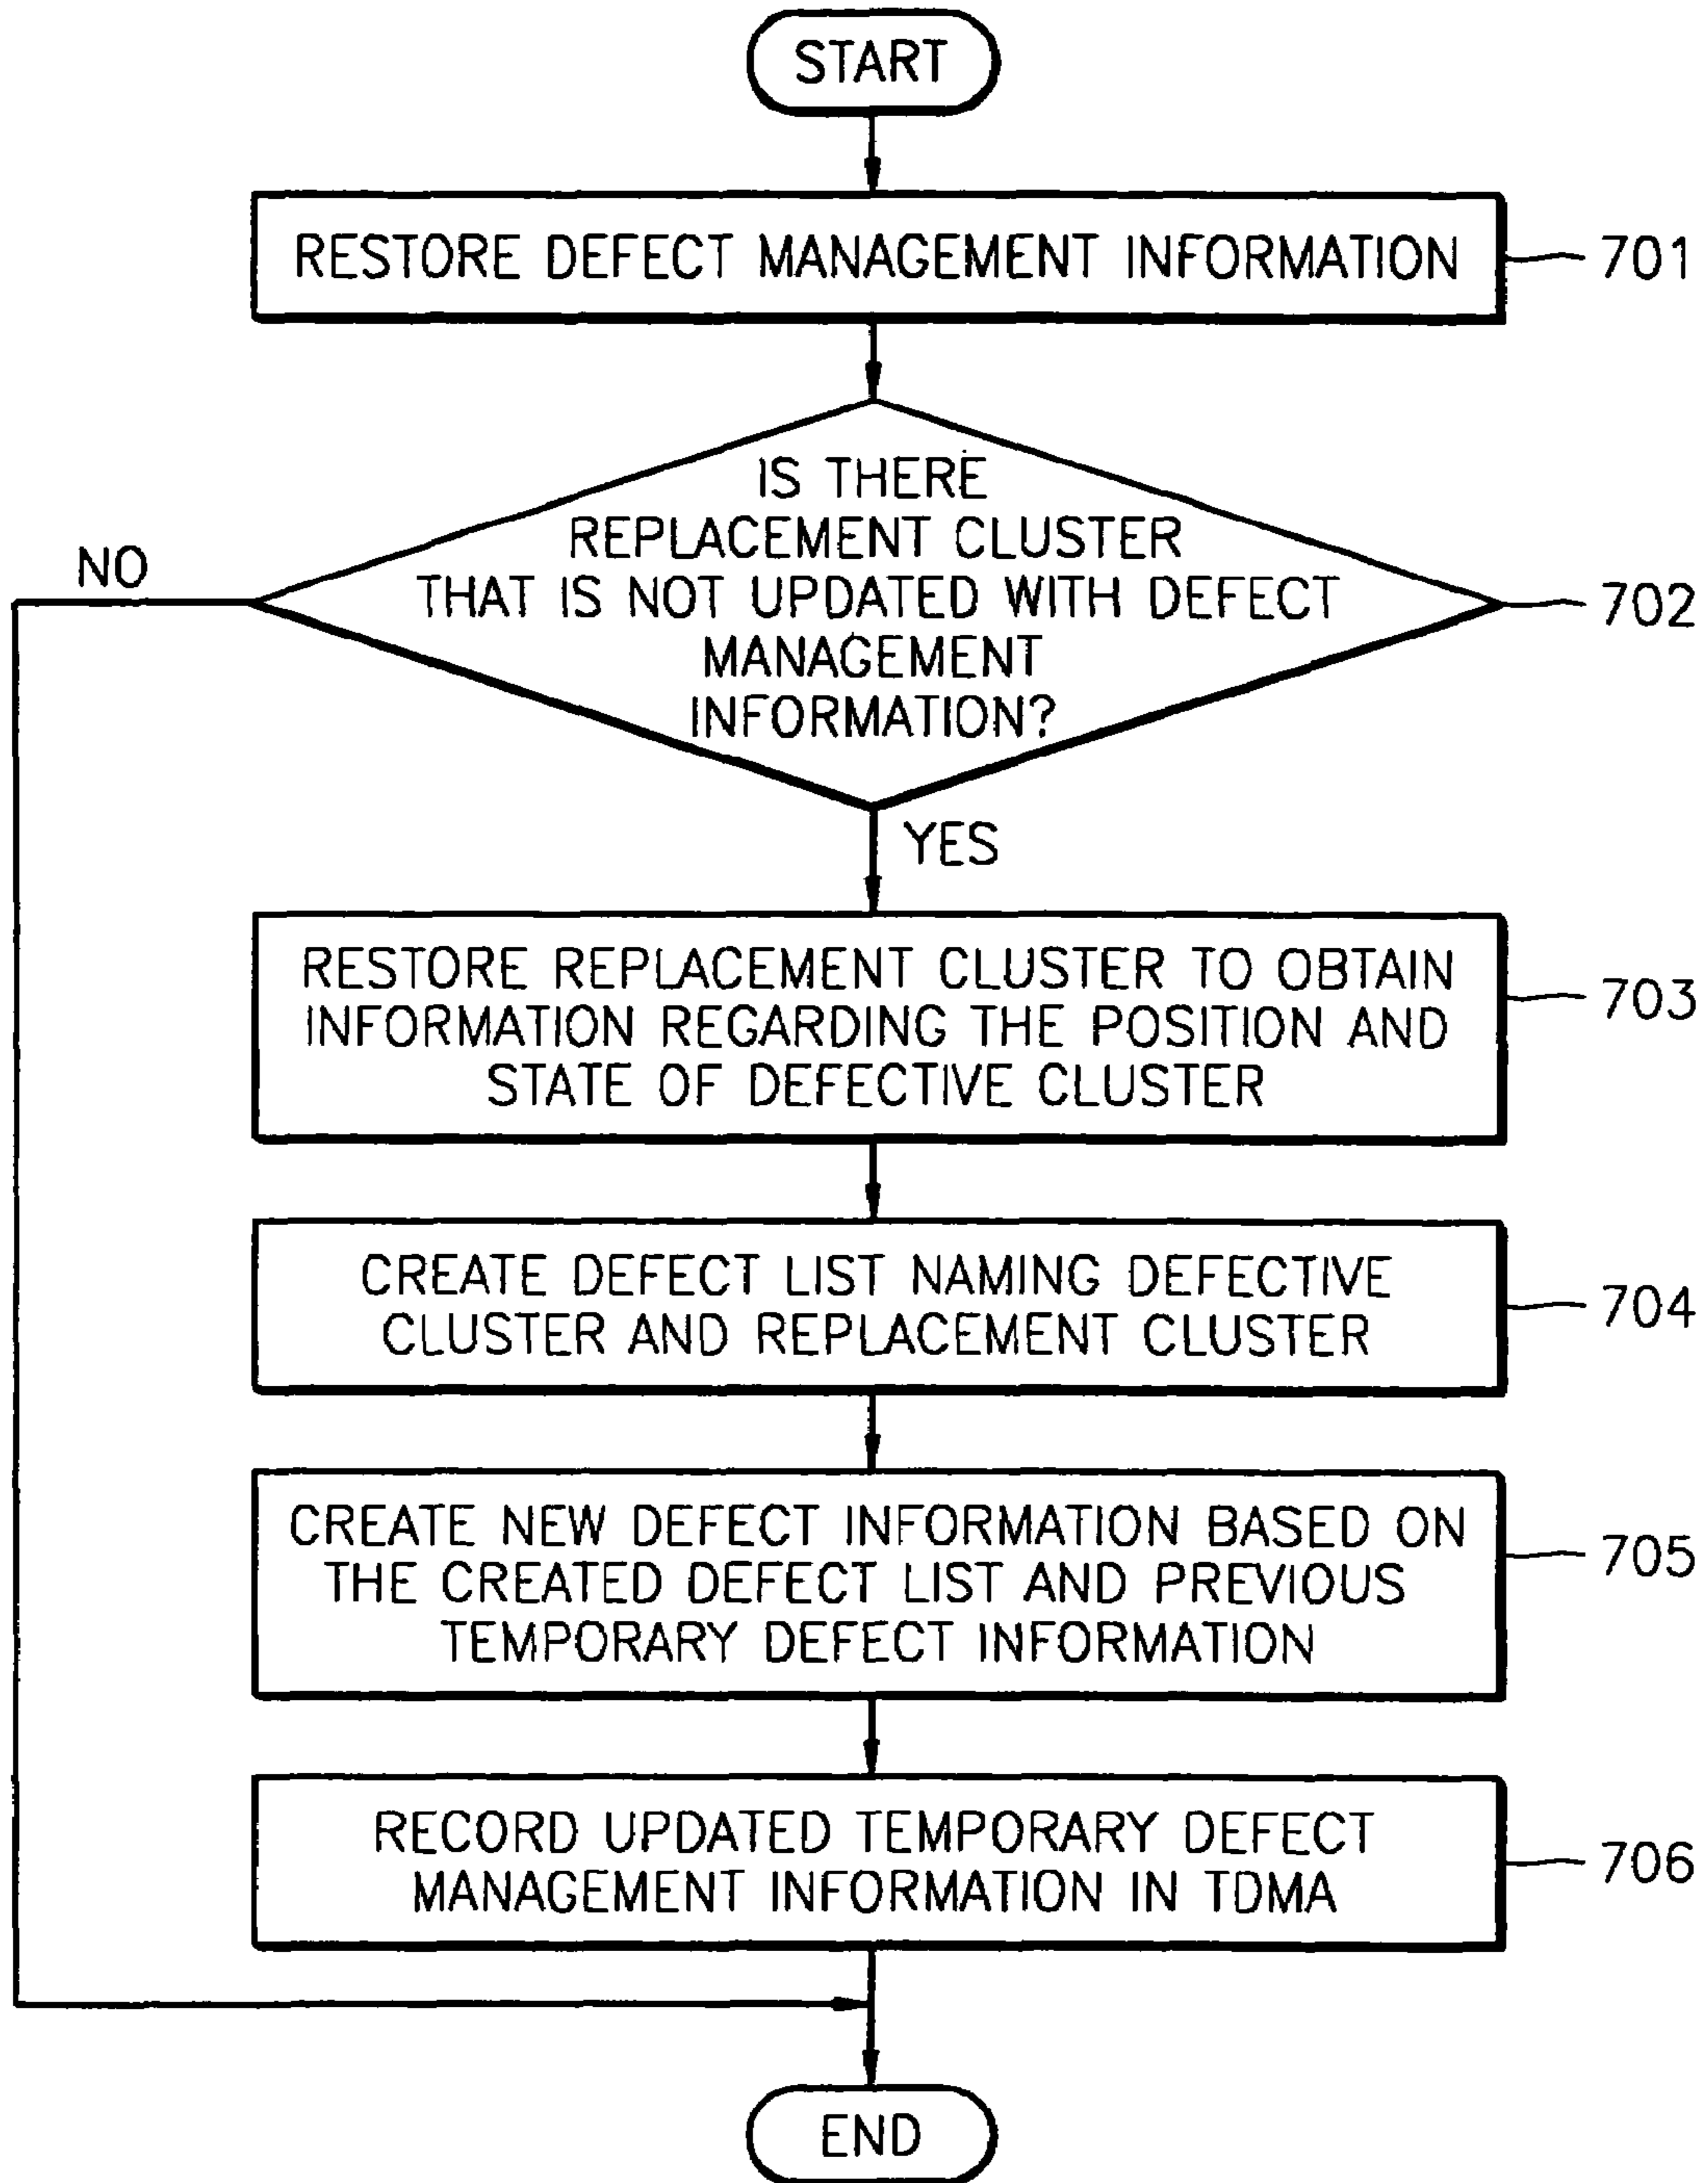 START
RESTORE DEFECT MANAGEMENT INFORMATION
701
IS THERE
REPLACEMENT CLUSTER
THAT IS NOT UPDATED WITH DEFECT
MANAGEMENT
INFORMATION?
NO
702
YES
RESTORE REPLACEMENT CLUSTER TO OBTAIN
INFORMATION REGARDING THE POSITION AND
STATE OF DEFECTIVE CLUSTER
703
CREATE DEFECT LIST NAMING DEFECTIVE
CLUSTER AND REPLACEMENT CLUSTER
704
CREATE NEW DEFECT INFORMATION BASED ON
THE CREATED DEFECT LIST AND PREVIOUS
TEMPORARY DEFECT INFORMATION
705
RECORD UPDATED TEMPORARY DEFECT
MANAGEMENT INFORMATION IN TDMA
706
END